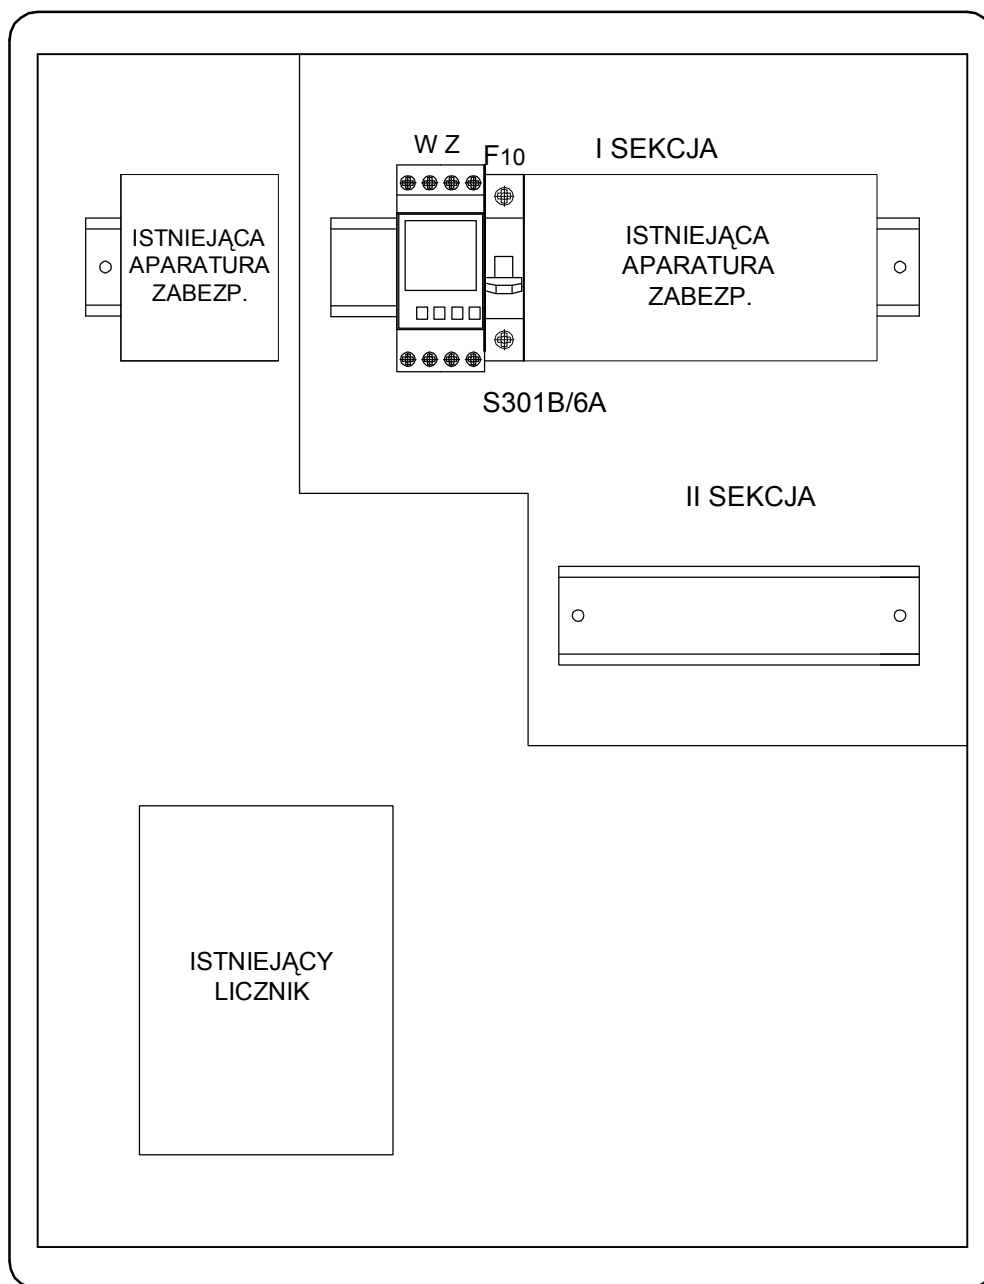 W Z
F10
I SEKCJA
ISTNIEJĄCA
APARATURA
ZABEZP.
ISTNIEJĄCA
APARATURA
ZABEZP.
S301B/6A
II SEKCJA
ISTNIEJĄCY
LICZNIK